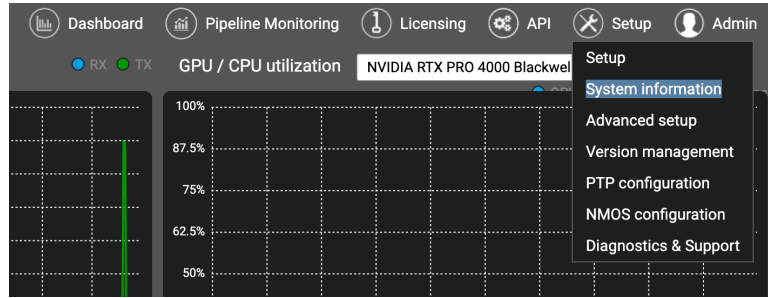 Dashboard Pipeline Monitoring Licensing API Setup Admin
RX TX GPU / CPU utilization NVIDIA RTX PRO 4000 Blackwel
Setup
System information
Advanced setup
Version management
PTP configuration
NMOS configuration
Diagnostics & Support
100%
87.5%
75%
62.5%
50%